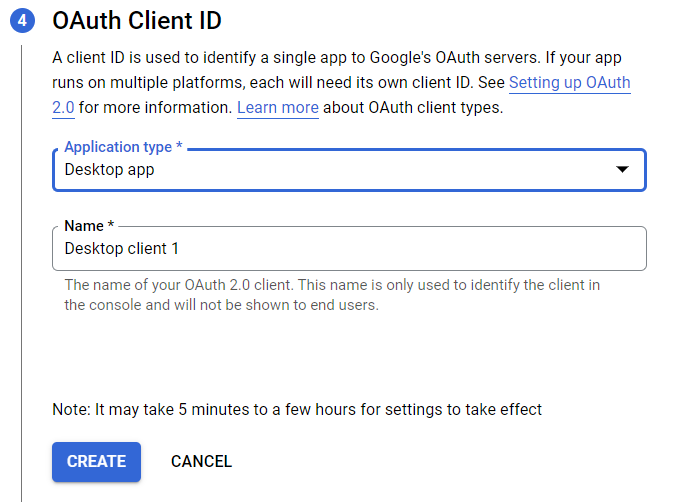 4 OAuth Client ID
A client ID is used to identify a single app to Google's OAuth servers. If your app
runs on multiple platforms, each will need its own client ID. See Setting up OAuth
2.0 for more information. Learn more about OAuth client types.
Application type *
Desktop app
Name *
Desktop client 1
The name of your OAuth 2.0 client. This name is only used to identify the client in
the console and will not be shown to end users.
Note: It may take 5 minutes to a few hours for settings to take effect
CREATE CANCEL